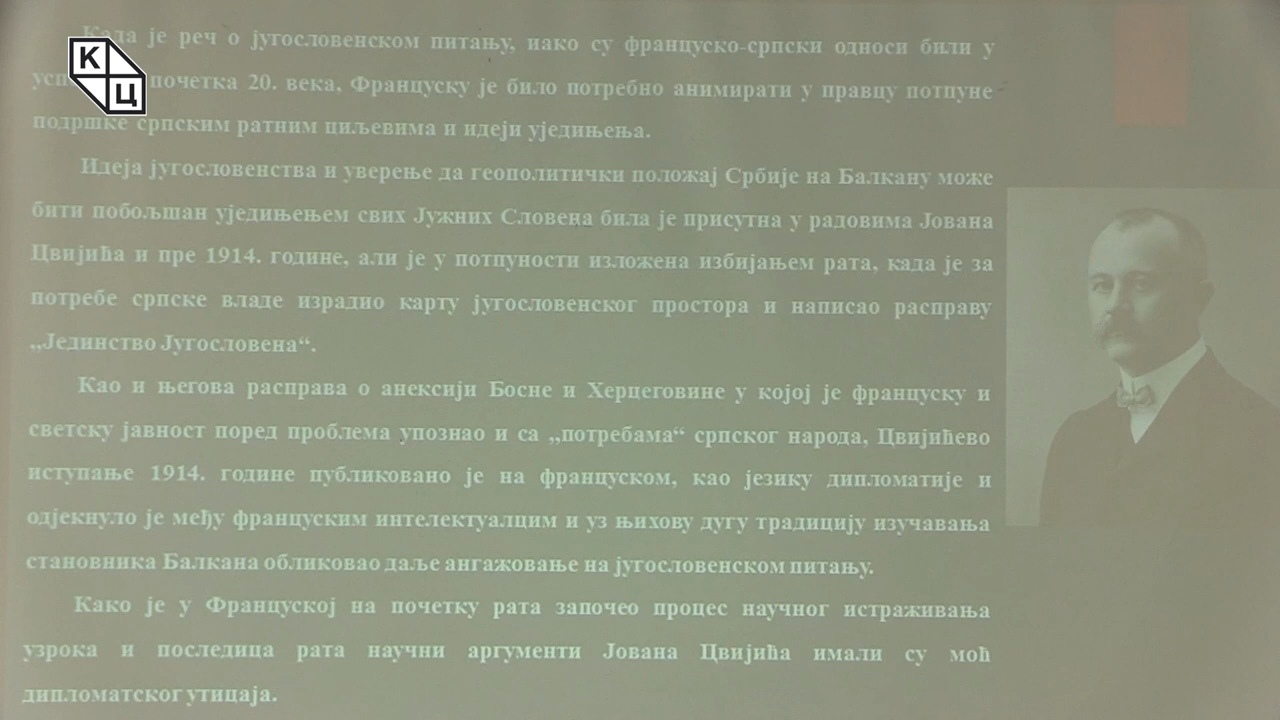 КЦ
Када је реч о југословенском питању, иако су француско-српски односи били у
почетка 20. века, Француску је било потребно анимирати у правцу потпуне
подршке српским ратним циљевима и идеји уједињења.
Идеја југословенства и уверење да геополитички положај Србије на Балкану може
бити побољшан уједињењем свих Јужних Словена била је присутна у радовима Јована
Цвијића и пре 1914. године, али је у потпуности изложена избијањем рата, када је за
потребе српске владе израдио карту југословенског простора и написао расправу
„Јединство Југословена“.
Као и његова расправа о анексији Босне и Херцеговине у којој је француску и
светску јавност поред проблема упознао и са „потребама“ српског народа, Цвијићево
иступање 1914. године публиковано је на француском, као језику дипломатије и
одјекнуло је међу француским интелектуалцим и уз њихову дугу традицију изучавања
становника Балкана обликовао даље ангажовање на југословенском питању.
Како је у Француској на почетку рата започео процес научног истраживања
узрока и последица рата научни аргументи Јована Цвијића имали су моћ
дипломатског утицаја.